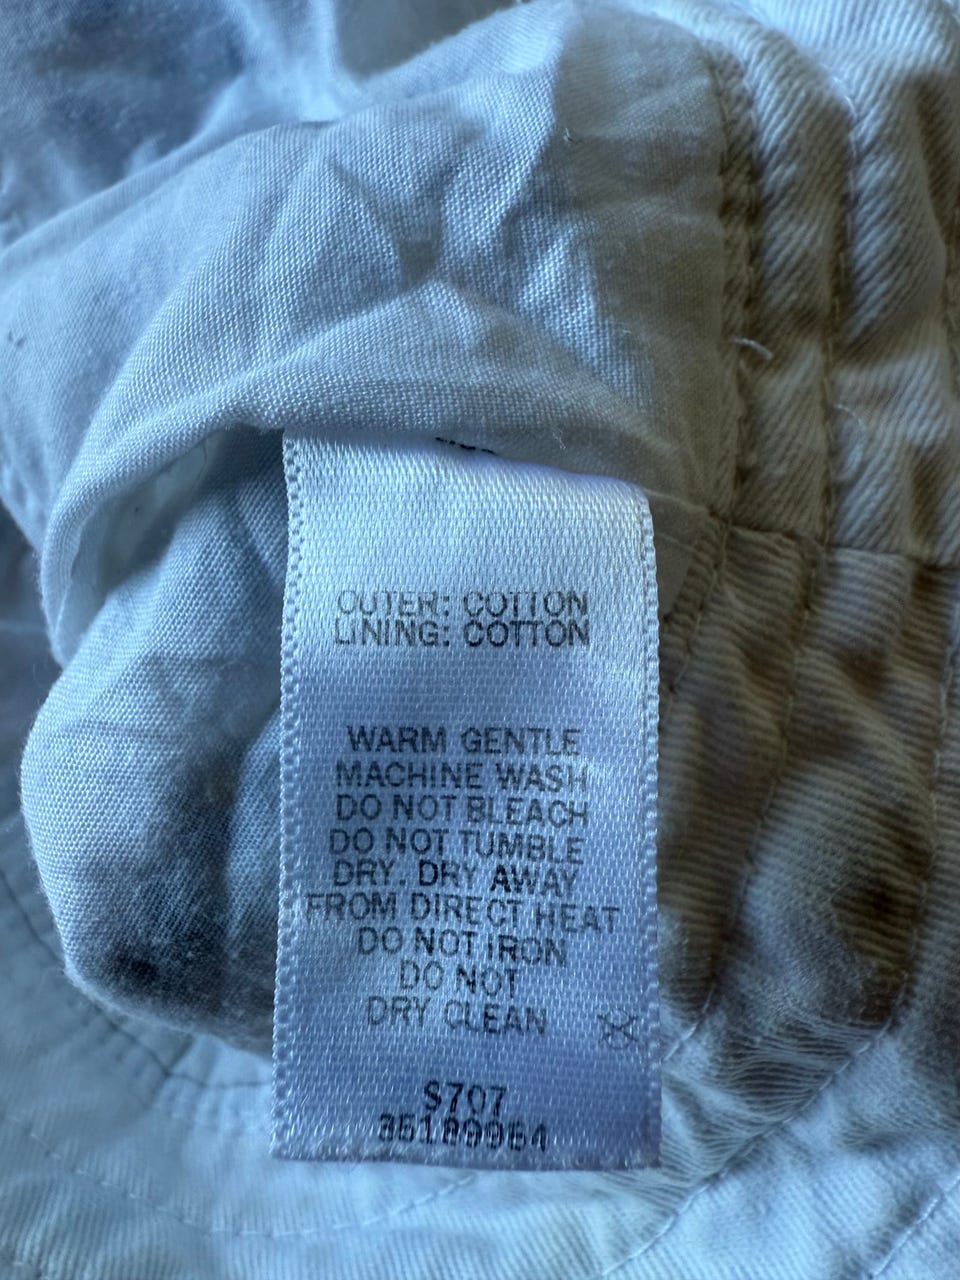 OUTER: COTTON
LINING: COTTON
WARM GENTLE
MACHINE WASH
DO NOT BLEACH
DO NOT TUMBLE
DRY. DRY AWAY
FROM DIRECT HEAT
DO NOT IRON
DO NOT
DRY CLEAN
S707